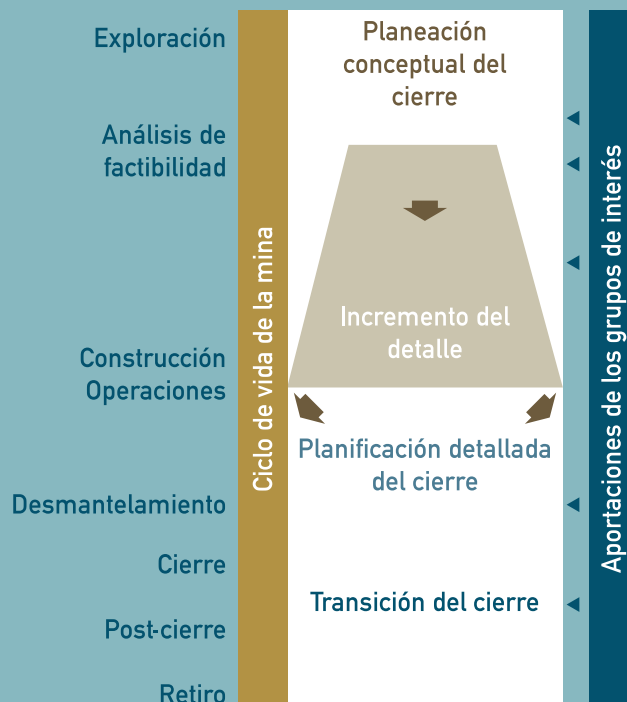 Exploración
Análisis de
factibilidad
Construcción
Operaciones
Desmantelamiento
Cierre
Post-cierre
Retiro
Ciclo de vida de la mina
Planeación
conceptual del
cierre
Incremento del
detalle
Planificación detallada
del cierre
Transición del cierre
Aportaciones de los grupos de interés